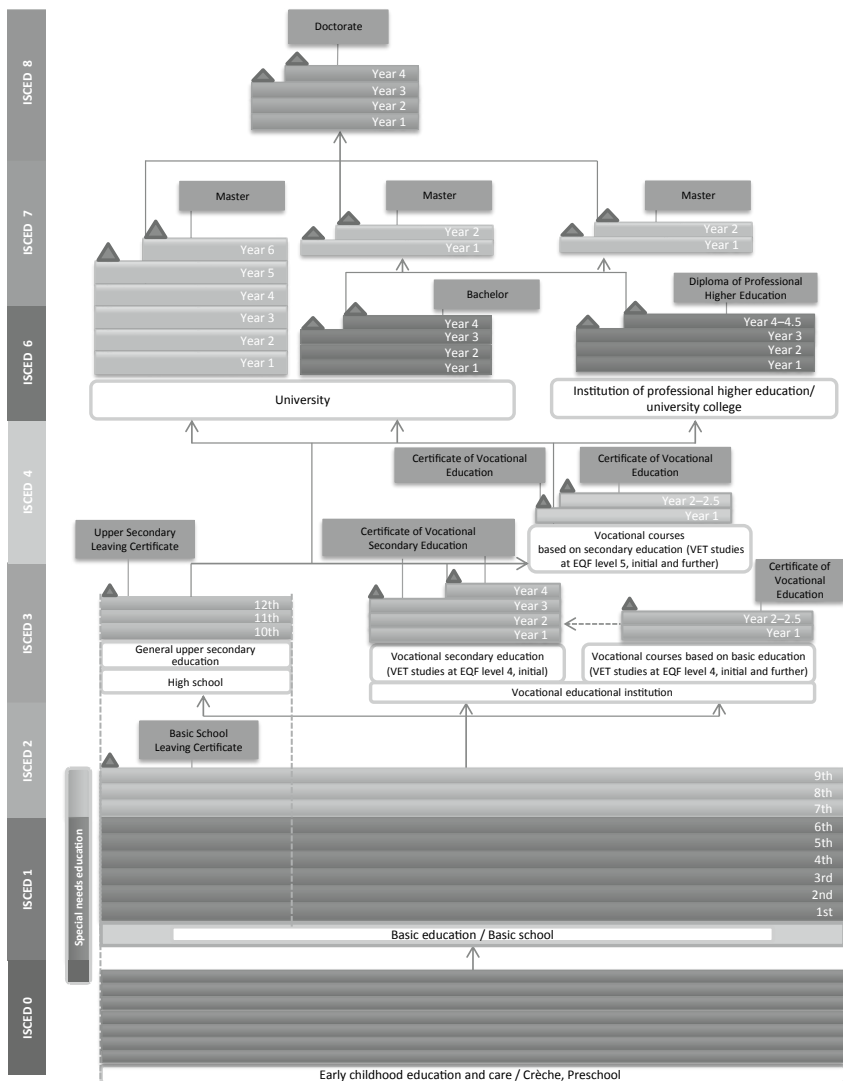 ISCED 8
Doctorate
Year 4
Year 3
Year 2
Year 1
ISCED 7
Master
Master
Master
Year 6
Year 5
Year 4
Year 3
Year 2
Year 1
Year 2
Year 1
Year 2
Year 1
ISCED 6
Bachelor
Year 4
Year 3
Year 2
Year 1
Diploma of Professional
Higher Education
Year 4–4.5
Year 3
Year 2
Year 1
University
Institution of professional higher education/
university college
ISCED 4
Certificate of Vocational
Education
Certificate of Vocational
Education
Year 2–2.5
Year 1
Vocational courses
based on secondary education (VET studies
at EQF level 5, initial and further)
ISCED 3
Upper Secondary
Leaving Certificate
12th
11th
10th
General upper secondary
education
High school
Certificate of Vocational
Secondary Education
Year 4
Year 3
Year 2
Year 1
Vocational secondary education
(VET studies at EQF level 4, initial)
Certificate of
Vocational
Education
Year 2–2.5
Year 1
Vocational courses based on basic education
(VET studies at EQF level 4, initial and further)
Vocational educational institution
ISCED 2
Basic School
Leaving Certificate
9th
8th
7th
ISCED 1
Special needs education
6th
5th
4th
3rd
2nd
1st
Basic education / Basic school
ISCED 0
Early childhood education and care / Crèche, Preschool